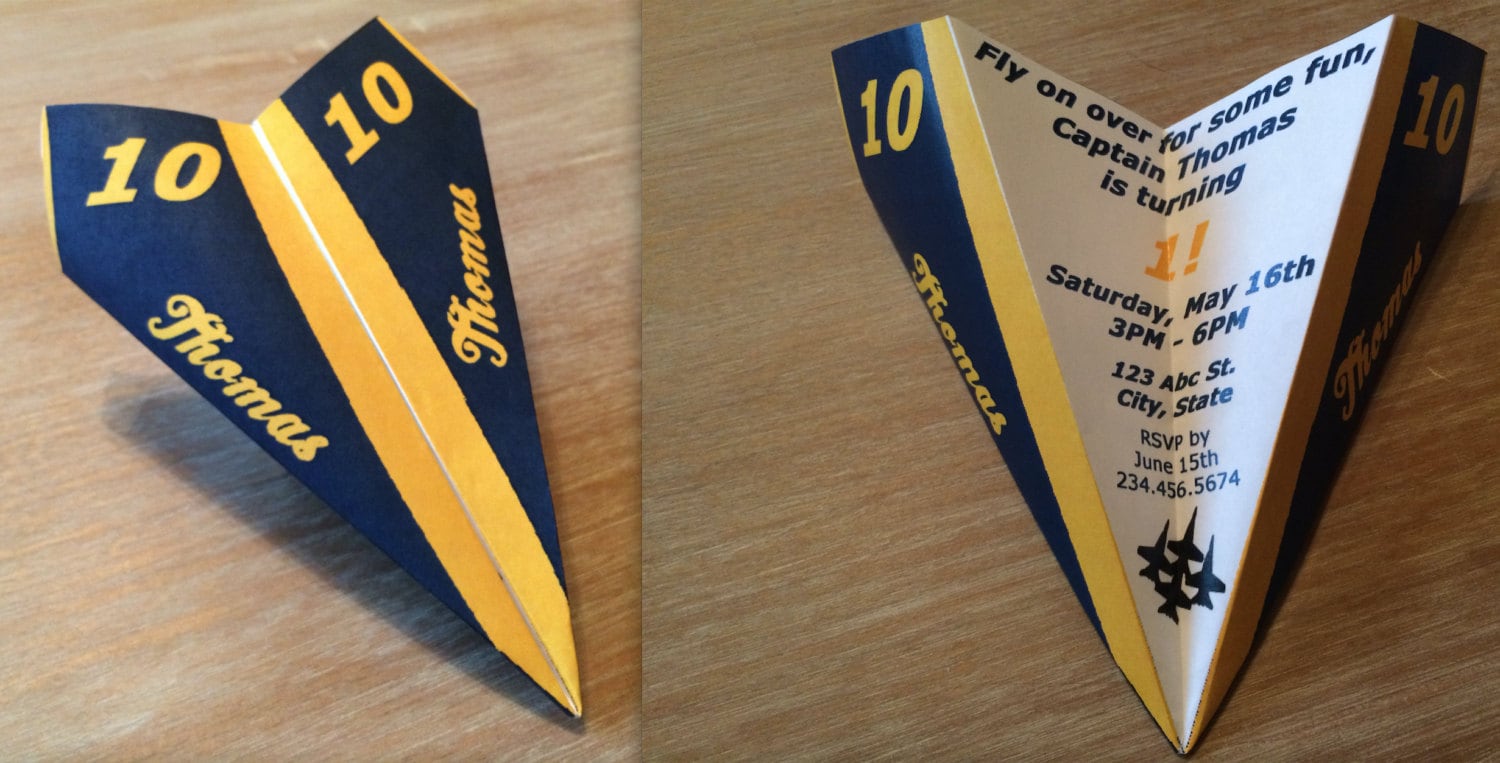 10
10
Thomas
Thomas
10
10
Thomas
Thomas
Fly on over for some fun,
Captain Thomas
is turning
1!
Saturday, May 16th
3PM - 6PM
123 Abc St.
City, State
RSVP by
June 15th
234.456.5674